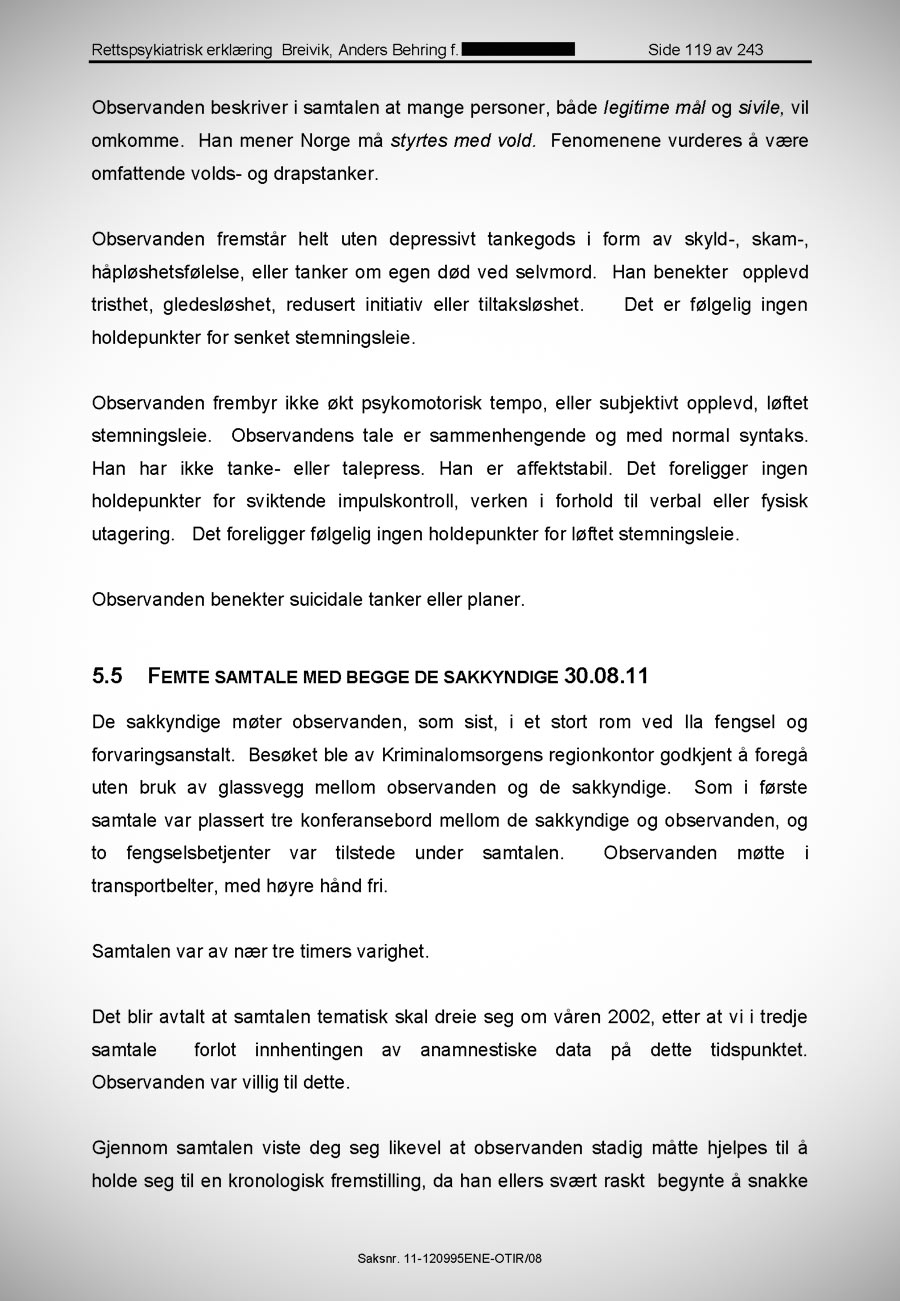 Rettspsykiatrisk erklæring Breivik, Anders Behring f. Side 119 av 243
Observanden beskriver i samtalen at mange personer, både legitime mål og sivile, vil
omkomme. Han mener Norge må styrtes med vold. Fenomenene vurderes å være
omfattende volds- og drapstanker.
Observanden fremstår helt uten depressivt tankegods i form av skyld-, skam-,
håpløshetsfølelse, eller tanker om egen død ved selvmord. Han benekter opplevd
tristhet, gledesløshet, redusert initiativ eller tiltaksløshet. Det er følgelig ingen
holdepunkter for senket stemningsleie.
Observanden frembyr ikke økt psykomotorisk tempo, eller subjektivt opplevd, løftet
stemningsleie. Observandens tale er sammenhengende og med normal syntaks.
Han har ikke tanke- eller talepress. Han er affektstabil. Det foreligger ingen
holdepunkter for sviktende impulskontroll, verken i forhold til verbal eller fysisk
utagering. Det foreligger følgelig ingen holdepunkter for løftet stemningsleie.
Observanden benekter suicidale tanker eller planer.
5.5 FEMTE SAMTALE MED BEGGE DE SAKKYNDIGE 30.08.11
De sakkyndige møter observanden, som sist, i et stort rom ved Ila fengsel og
forvaringsanstalt. Besøket ble av Kriminalomsorgens regionkontor godkjent å foregå
uten bruk av glassvegg mellom observanden og de sakkyndige. Som i første
samtale var plassert tre konferansebord mellom de sakkyndige og observanden, og
to fengselsbetjenter var tilstede under samtalen. Observanden møtte i
transportbelter, med høyre hånd fri.
Samtalen var av nær tre timers varighet.
Det blir avtalt at samtalen tematisk skal dreie seg om våren 2002, etter at vi i tredje
samtale forlot innhentingen av anamnestiske data på dette tidspunktet.
Observanden var villig til dette.
Gjennom samtalen viste deg seg likevel at observanden stadig måtte hjelpes til å
holde seg til en kronologisk fremstilling, da han ellers svært raskt begynte å snakke
Saksnr. 11-120995ENE-OTIR/08